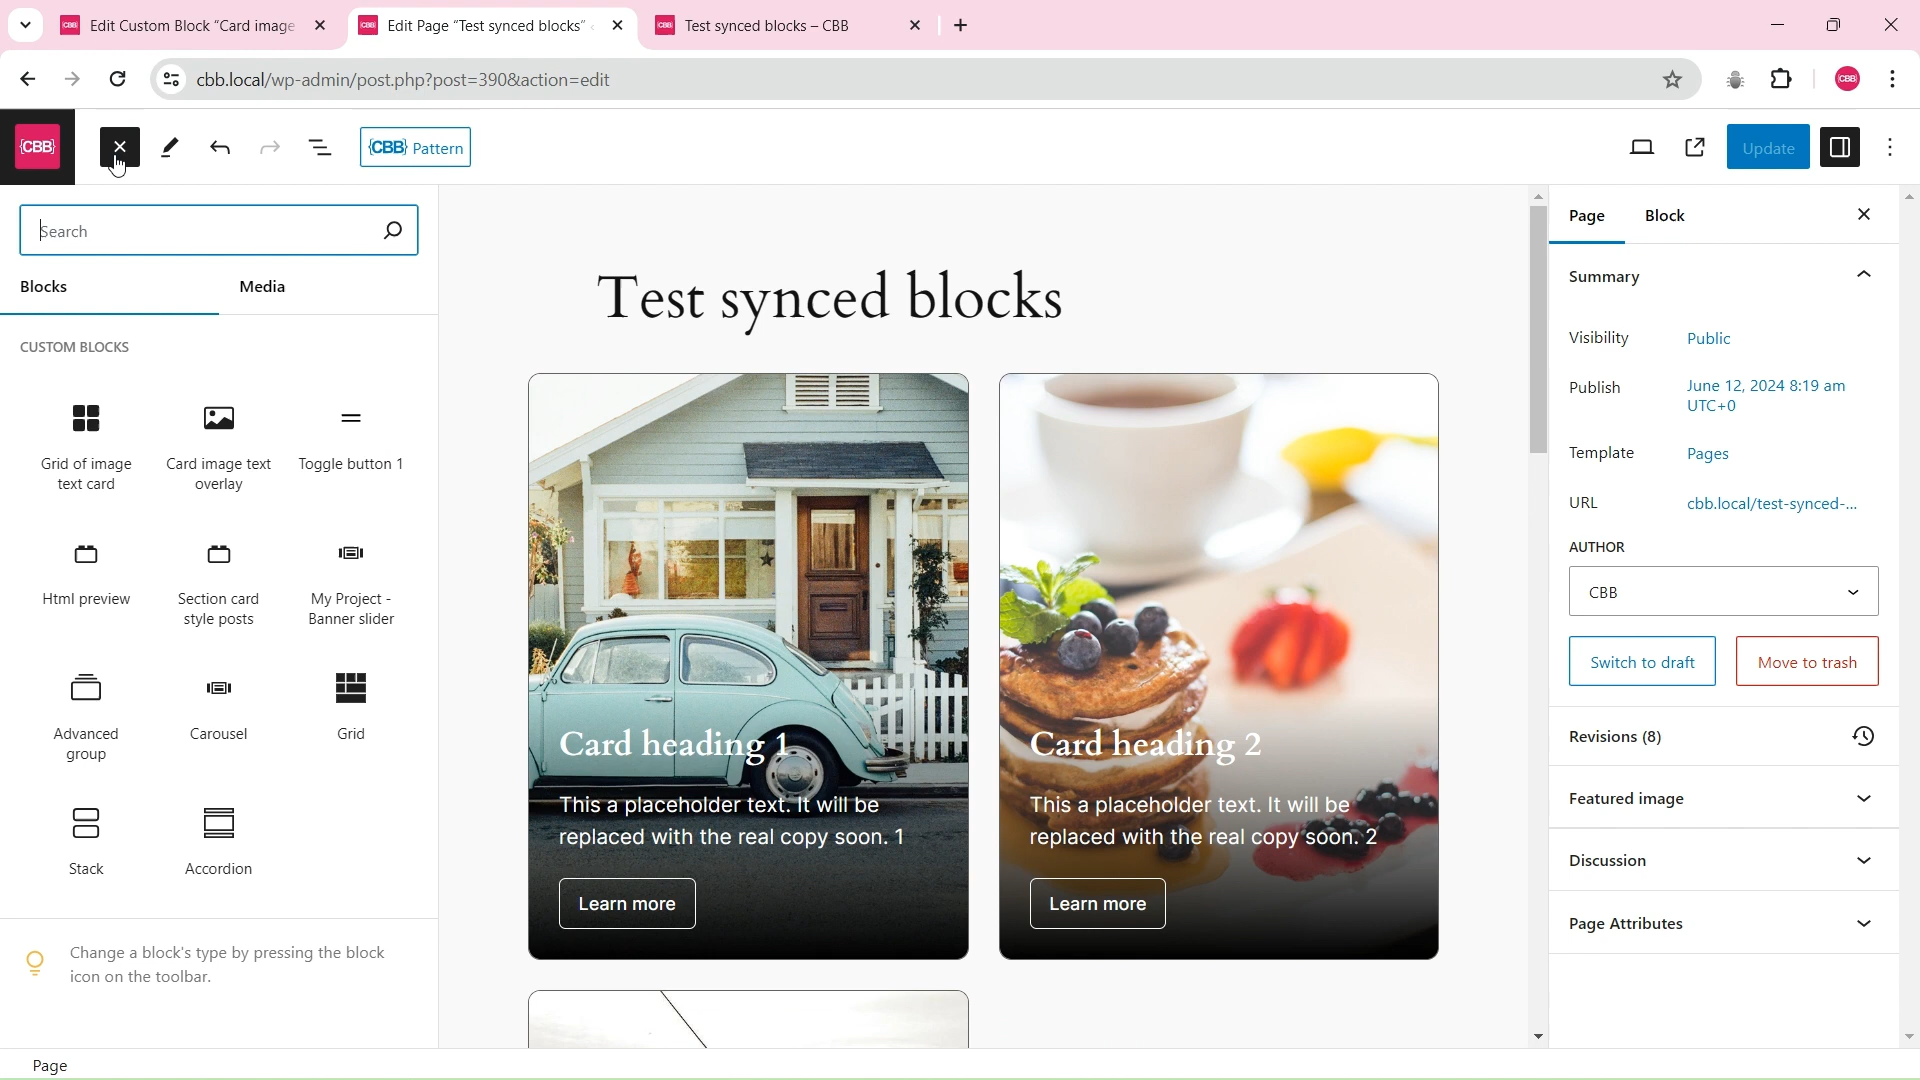 CBB Edit Custom Block "Card image
CBB Edit Page "Test synced blocks"
CBB Test synced blocks – CBB
cbb.local/wp-admin/post.php?post=390&action=edit
CBB
{CBB}
{CBB} Pattern
Update
Search
Blocks
Media
CUSTOM BLOCKS
Grid of image
text card
Card image text
overlay
Toggle button 1
Html preview
Section card
style posts
My Project -
Banner slider
Advanced
group
Carousel
Grid
Stack
Accordion
Change a block's type by pressing the block
icon on the toolbar.
Test synced blocks
Card heading 1
This a placeholder text. It will be
replaced with the real copy soon. 1
Learn more
Card heading 2
This a placeholder text. It will be
replaced with the real copy soon. 2
Learn more
Page
Block
Summary
Visibility
Public
Publish
June 12, 2024 8:19 am
UTC+0
Template
Pages
URL
cbb.local/test-synced-...
AUTHOR
CBB
Switch to draft
Move to trash
Revisions (8)
Featured image
Discussion
Page Attributes
Page